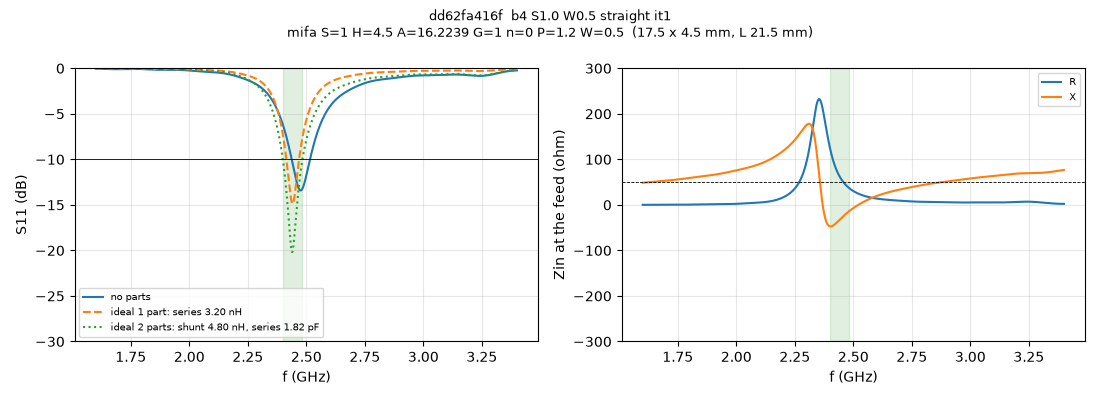 dd62fa416f b4 S1.0 W0.5 straight it1
mifa S=1 H=4.5 A=16.2239 G=1 n=0 P=1.2 W=0.5 (17.5 x 4.5 mm, L 21.5 mm)
S11 (dB)
0
−5
−10
−15
−20
−25
−30
no parts
ideal 1 part: series 3.20 nH
ideal 2 parts: shunt 4.80 nH, series 1.82 pF
1.75 2.00 2.25 2.50 2.75 3.00 3.25
f (GHz)
Zin at the feed (ohm)
300
200
100
0
−100
−200
−300
R
X
1.75 2.00 2.25 2.50 2.75 3.00 3.25
f (GHz)